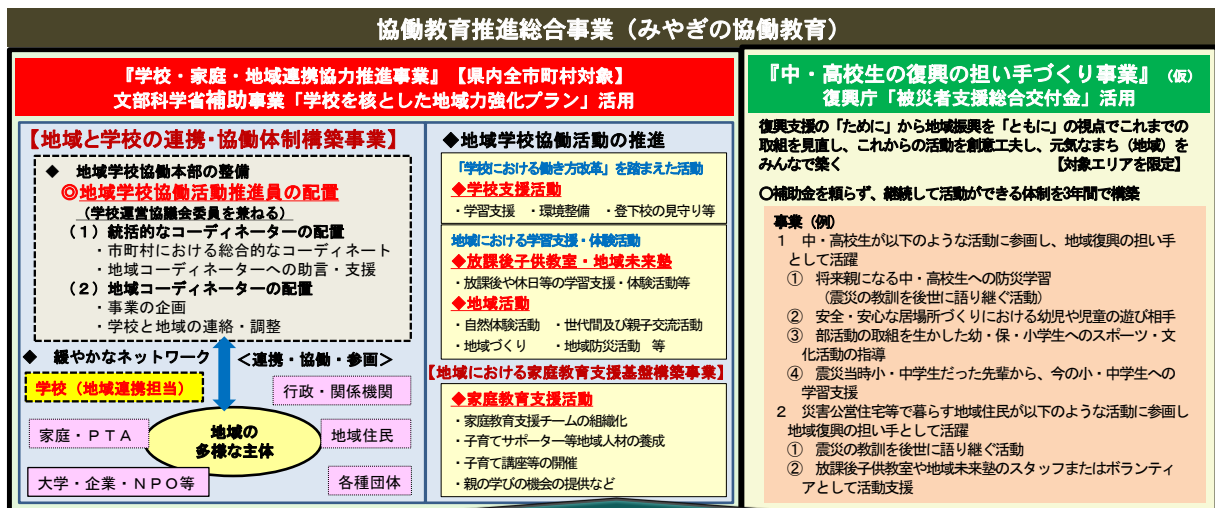 協働教育推進総合事業（みやぎの協働教育）
『学校・家庭・地域連携協力推進事業』【県内全市町村対象】
文部科学省補助事業「学校を核とした地域力強化プラン」活用
【地域と学校の連携・協働体制構築事業】
◆ 地域学校協働本部の整備
◎地域学校協働活動推進員の配置
（学校運営協議会委員を兼ねる）
（１）統括的なコーディネーターの配置
・市町村における総合的なコーディネート
・地域コーディネーターへの助言・支援
（２）地域コーディネーターの配置
・事業の企画
・学校と地域の連絡・調整
◆ 緩やかなネットワーク
＜連携・協働・参画＞
学校（地域連携担当）
行政・関係機関
家庭・ＰＴＡ
地域の
多様な主体
地域住民
大学・企業・ＮＰＯ等
各種団体
◆地域学校協働活動の推進
「学校における働き方改革」を踏まえた活動
◆学校支援活動
・学習支援 ・環境整備 ・登下校の見守り等
地域における学習支援・体験活動
◆放課後子供教室・地域未来塾
・放課後や休日等の学習支援・体験活動等
◆地域活動
・自然体験活動 ・世代間及び親子交流活動
・地域づくり ・地域防災活動 等
【地域における家庭教育支援基盤構築事業】
◆家庭教育支援活動
・家庭教育支援チームの組織化
・子育てサポーター等地域人材の養成
・子育て講座等の開催
・親の学びの機会の提供など
『中・高校生の復興の担い手づくり事業』（仮）
復興庁「被災者支援総合交付金」活用
復興支援の「ために」から地域振興を「ともに」の視点でこれまでの
取組を見直し、これからの活動を創意工夫し、元気なまち（地域）を
みんなで築く 【対象エリアを限定】
〇補助金を頼らず、継続して活動ができる体制を3年間で構築
事業（例）
１ 中・高校生が以下のような活動に参画し、地域復興の担い手
として活躍
① 将来親になる中・高校生への防災学習
（震災の教訓を後世に語り継ぐ活動）
② 安全・安心な居場所づくりにおける幼児や児童の遊び相手
③ 部活動の取組を生かした幼・保・小学生へのスポーツ・文
化活動の指導
④ 震災当時小・中学生だった先輩から、今の小・中学生への
学習支援
２ 災害公営住宅等で暮らす地域住民が以下のような活動に参画し
地域復興の担い手として活躍
① 震災の教訓を後世に語り継ぐ活動
② 放課後子供教室や地域未来塾のスタッフまたはボランティ
アとして活動支援